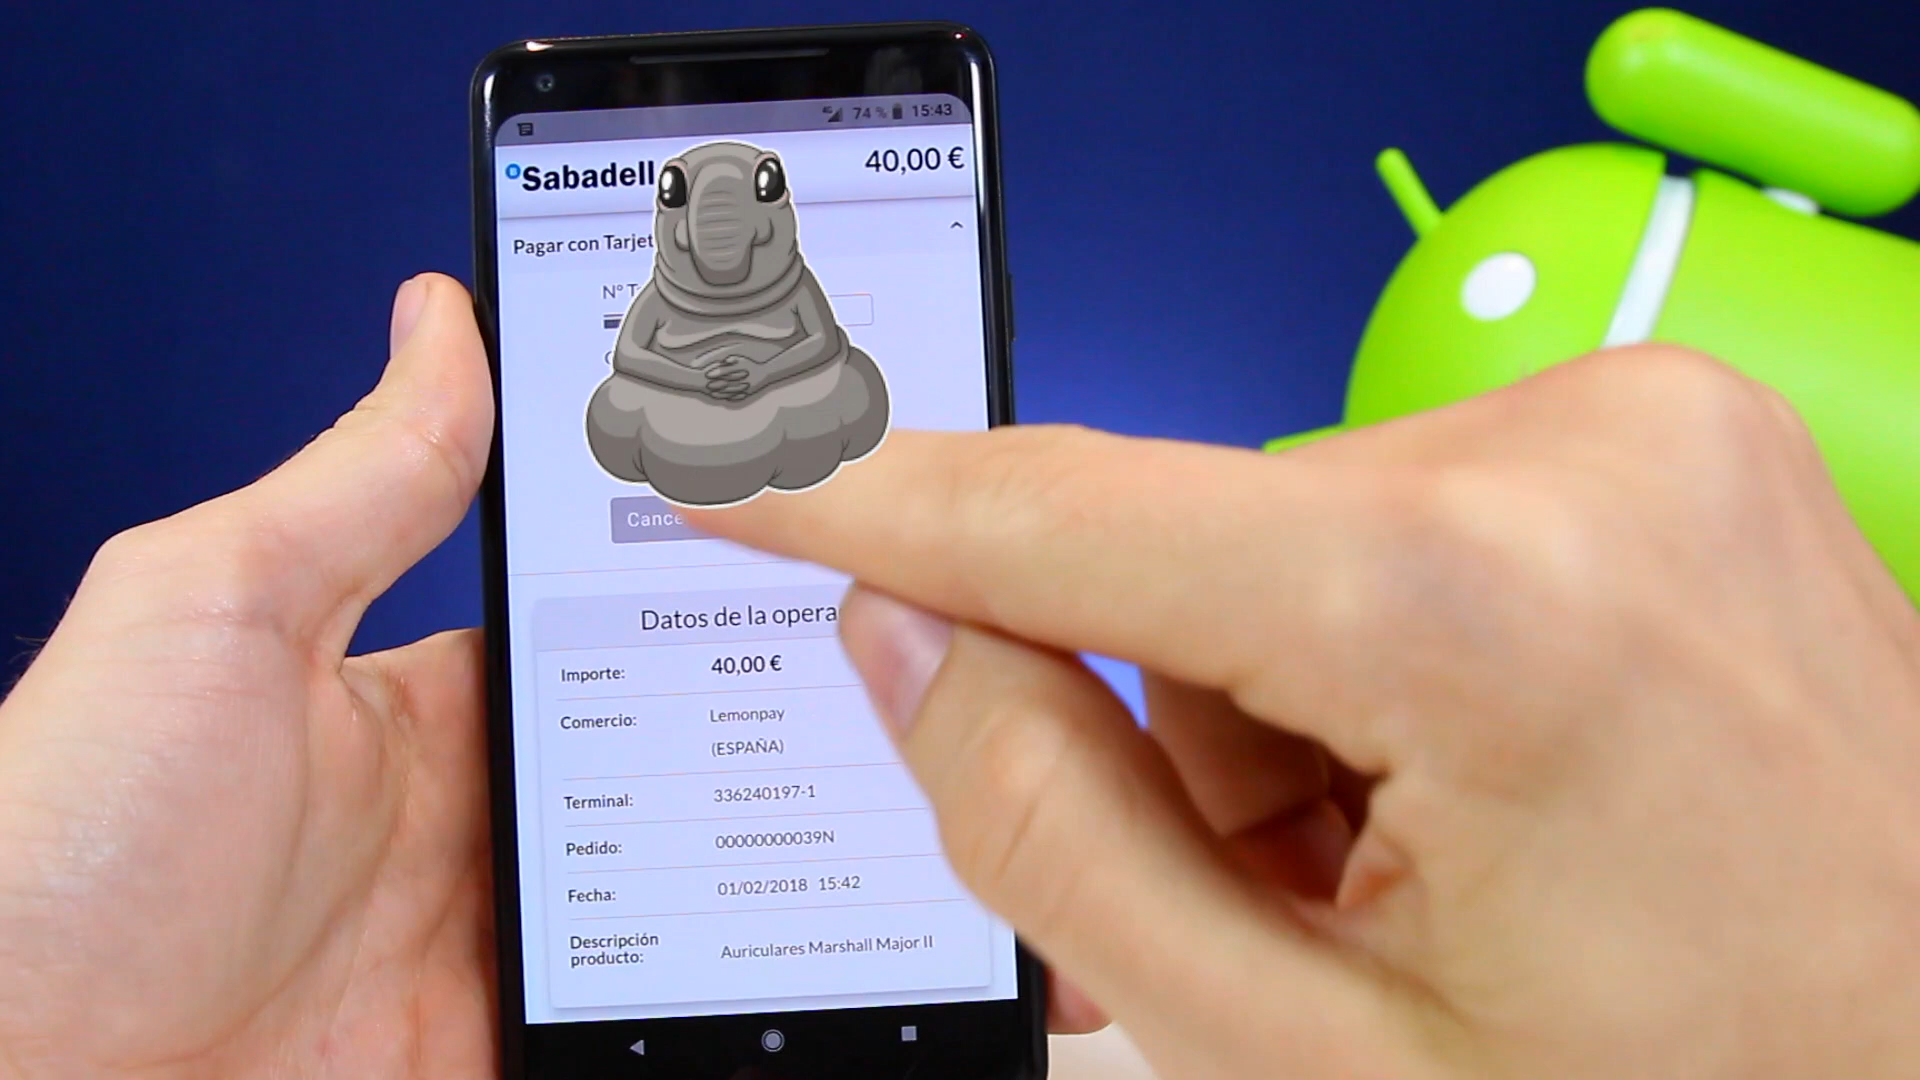 4G 74 % 15:43
Sabadell 40,00 €
Pagar con Tarjet
Nº T
Cance
Datos de la opera
Importe: 40,00 €
Comercio: Lemonpay
(ESPAÑA)
Terminal: 336240197-1
Pedido: 00000000039N
Fecha: 01/02/2018 15:42
Descripción
producto: Auriculares Marshall Major II